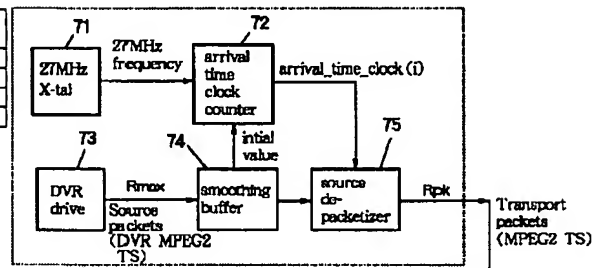 71
27MHz
X-tal
27MHz
frequency
72
arrival
time
clock
counter
arrival_time_clock (i)
73
DVR
drive
Rmax
Source
packets
(DVR MPEG2
TS)
74
intial
value
smoothing
buffer
75
source
de-
packetizer
Rpk
Transport
packets
(MPEG2 TS)